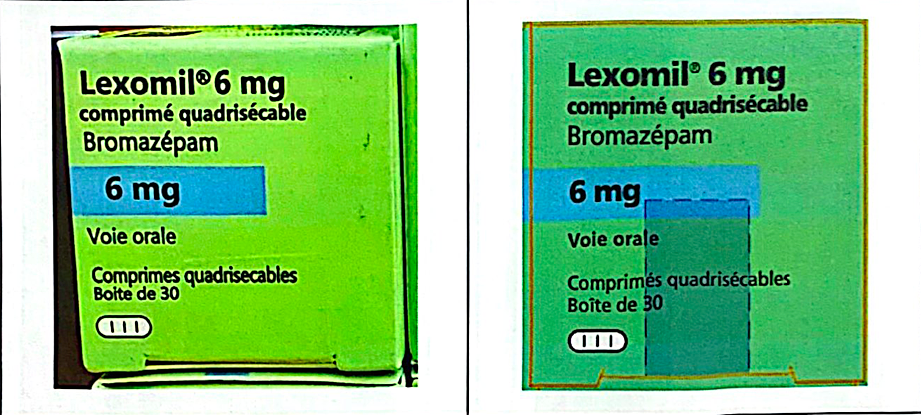 Lexomil® 6 mg
comprimé quadrisécable
Bromazépam
6 mg
Voie orale
Comprimes quadrisecables
Boite de 30
Lexomil® 6 mg
comprimé quadrisécable
Bromazépam
6 mg
Voie orale
Comprimés quadrisécables
Boîte de 30